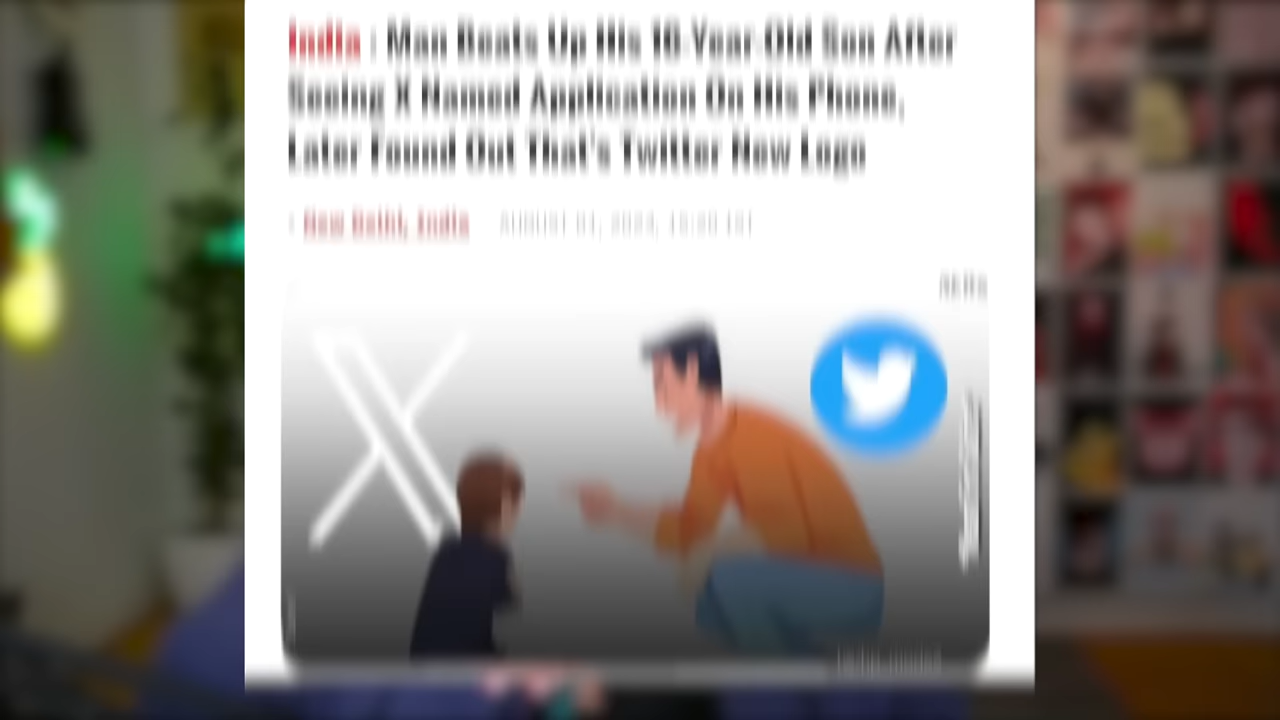 India : Man Beats Up His 16-Year-Old Son After
Seeing X Named Application On His Phone,
Later Found Out That's Twitter New Logo
New Delhi, India